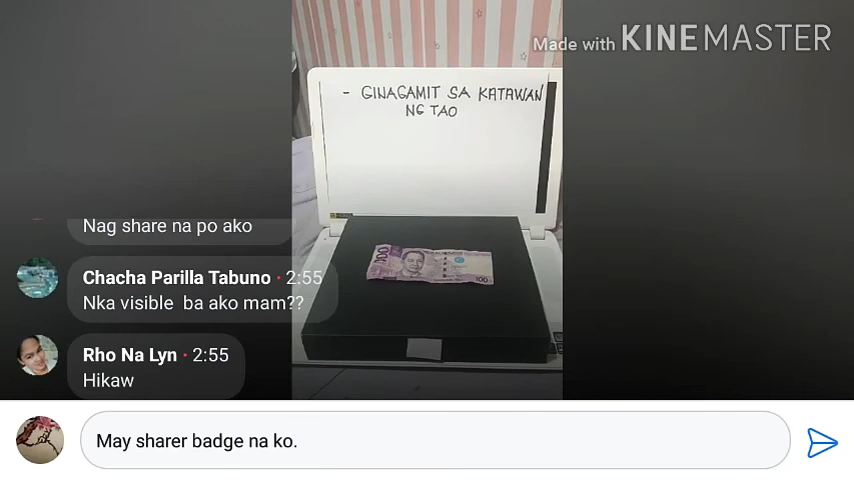 Made with KINEMASTER
- GINAGAMIT SA KATAWAN
NG TAO
100
100
Nag share na po ako
Chacha Parilla Tabuno • 2:55
Nka visible ba ako mam??
Rho Na Lyn • 2:55
Hikaw
May sharer badge na ko.